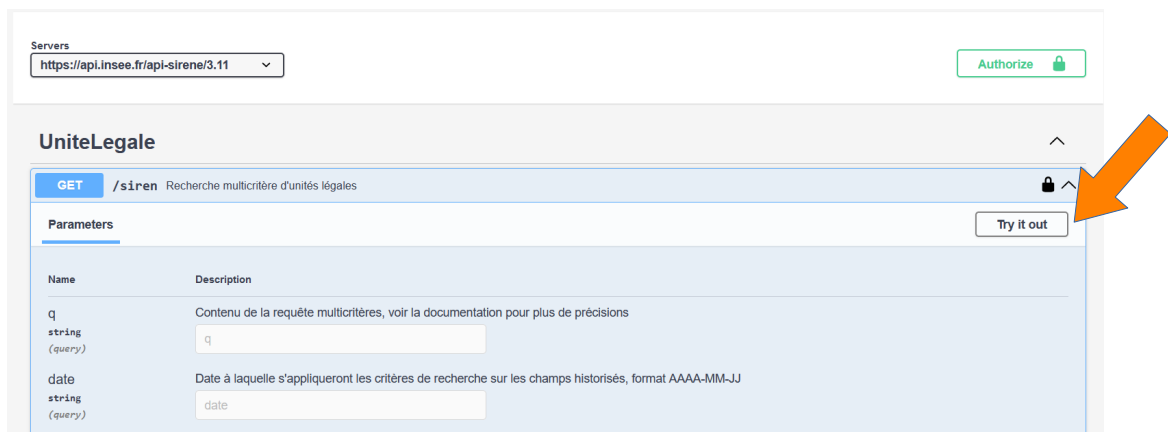 Servers
https://api.insee.fr/api-sirene/3.11
Authorize
UniteLegale
GET /siren Recherche multicritère d'unités légales
Parameters
Try it out
Name Description
q Contenu de la requête multicritères, voir la documentation pour plus de précisions
string
(query)
q
date Date à laquelle s'appliqueront les critères de recherche sur les champs historisés, format AAAA-MM-JJ
string
(query)
date